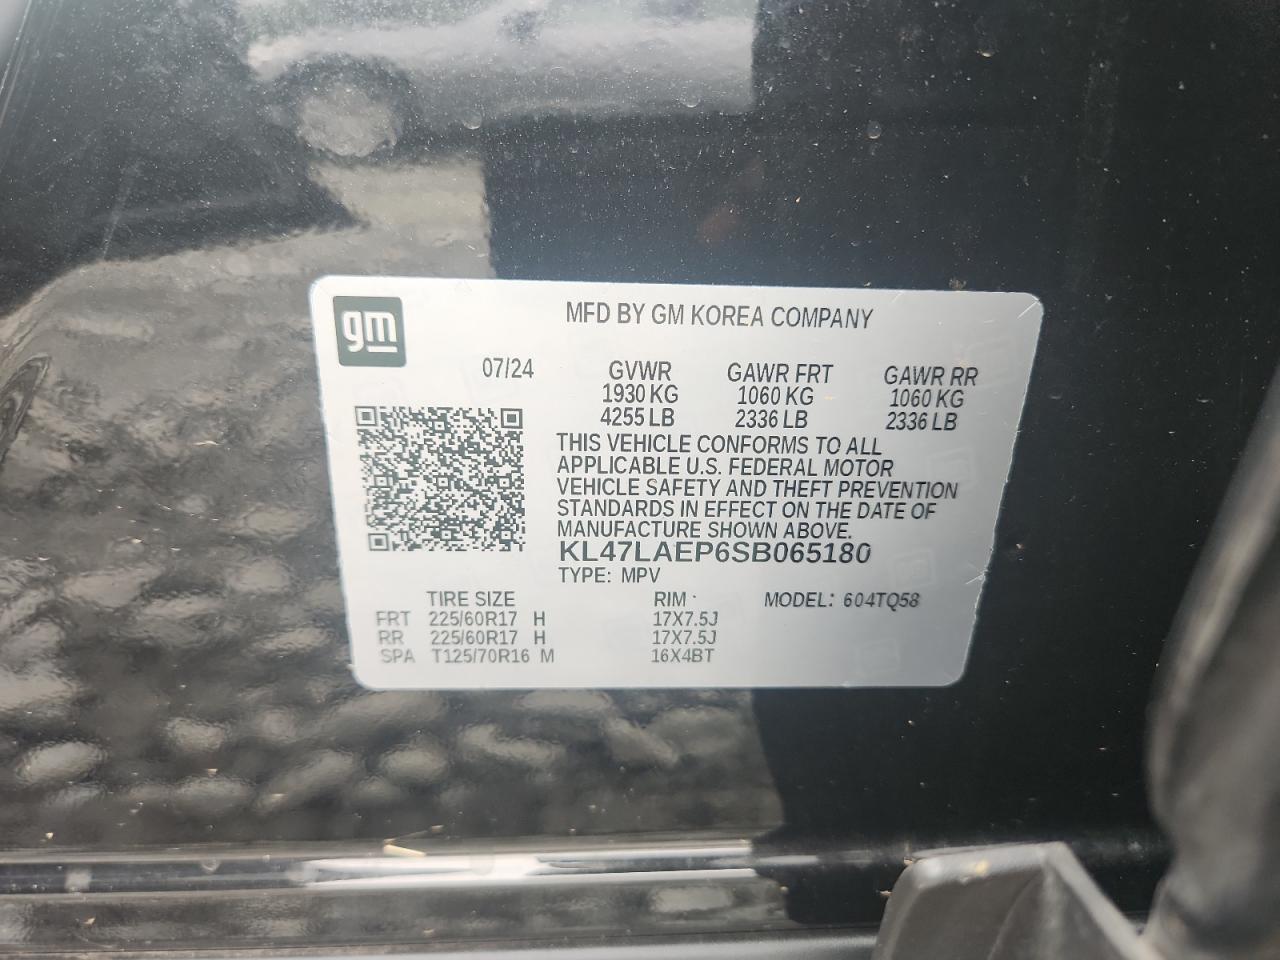 gm
MFD BY GM KOREA COMPANY
07/24 GVWR GAWR FRT GAWR RR
1930 KG 1060 KG 1060 KG
4255 LB 2336 LB 2336 LB
THIS VEHICLE CONFORMS TO ALL
APPLICABLE U.S. FEDERAL MOTOR
VEHICLE SAFETY AND THEFT PREVENTION
STANDARDS IN EFFECT ON THE DATE OF
MANUFACTURE SHOWN ABOVE.
KL47LAEP6SB065180
TYPE: MPV
TIRE SIZE RIM MODEL: 604TQ58
FRT 225/60R17 H 17X7.5J
RR 225/60R17 H 17X7.5J
SPA T125/70R16 M 16X4BT